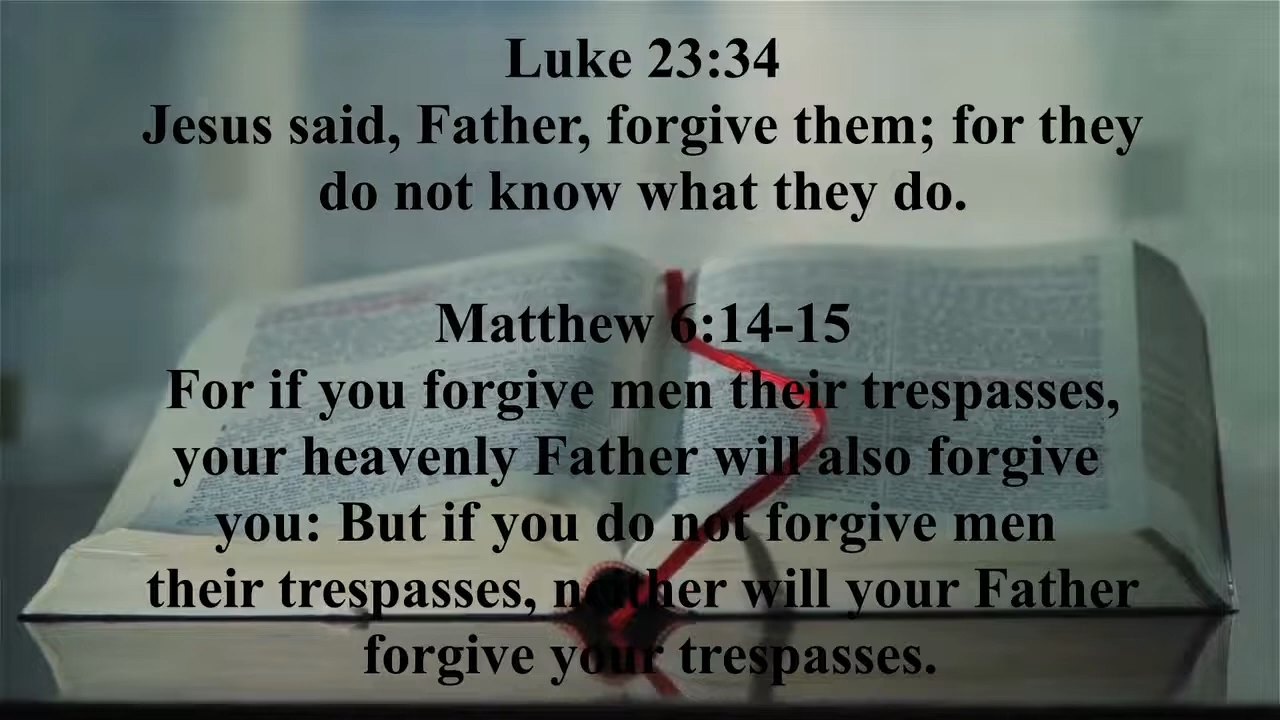 Luke 23:34
Jesus said, Father, forgive them; for they
do not know what they do.
Matthew 6:14-15
For if you forgive men their trespasses,
your heavenly Father will also forgive
you: But if you do not forgive men
their trespasses, neither will your Father
forgive your trespasses.